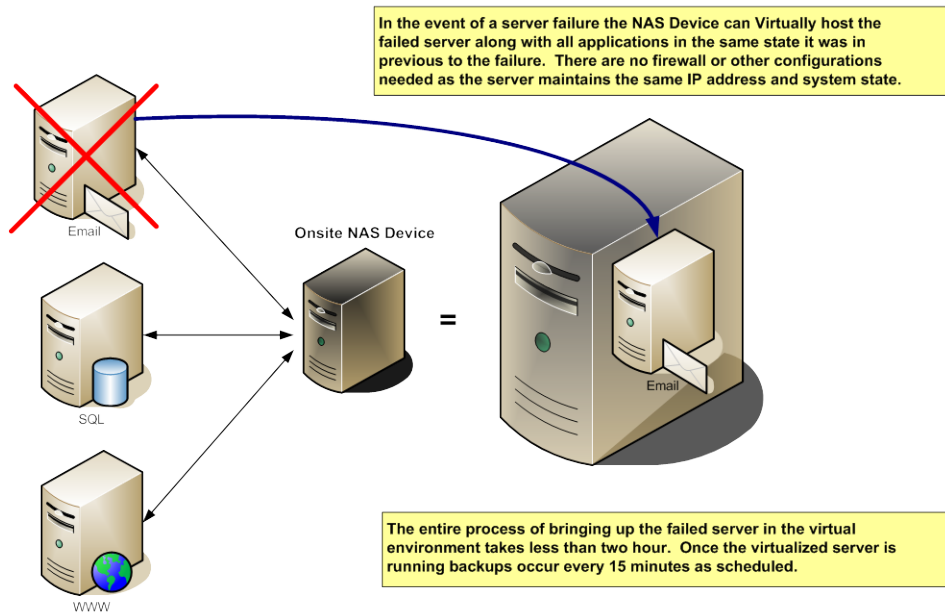 In the event of a server failure the NAS Device can Virtually host the
failed server along with all applications in the same state it was in
previous to the failure.  There are no firewall or other configurations
needed as the server maintains the same IP address and system state.
Email
Onsite NAS Device
=
Email
SQL
WWW
The entire process of bringing up the failed server in the virtual
environment takes less than two hour.  Once the virtualized server is
running backups occur every 15 minutes as scheduled.